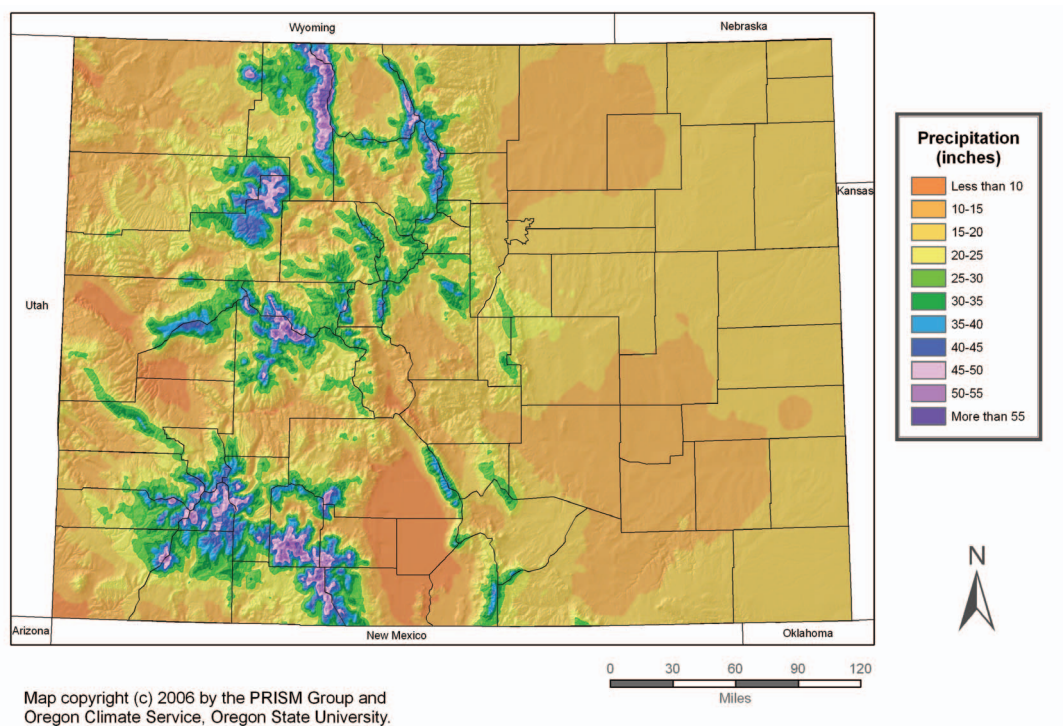 Wyoming
Nebraska
Precipitation
(inches)
Less than 10
10-15
15-20
20-25
25-30
30-35
35-40
40-45
45-50
50-55
More than 55
Kansas
Utah
N
Arizona
New Mexico
Oklahoma
0 30 60 90 120
Miles
Map copyright (c) 2006 by the PRISM Group and
Oregon Climate Service, Oregon State University.